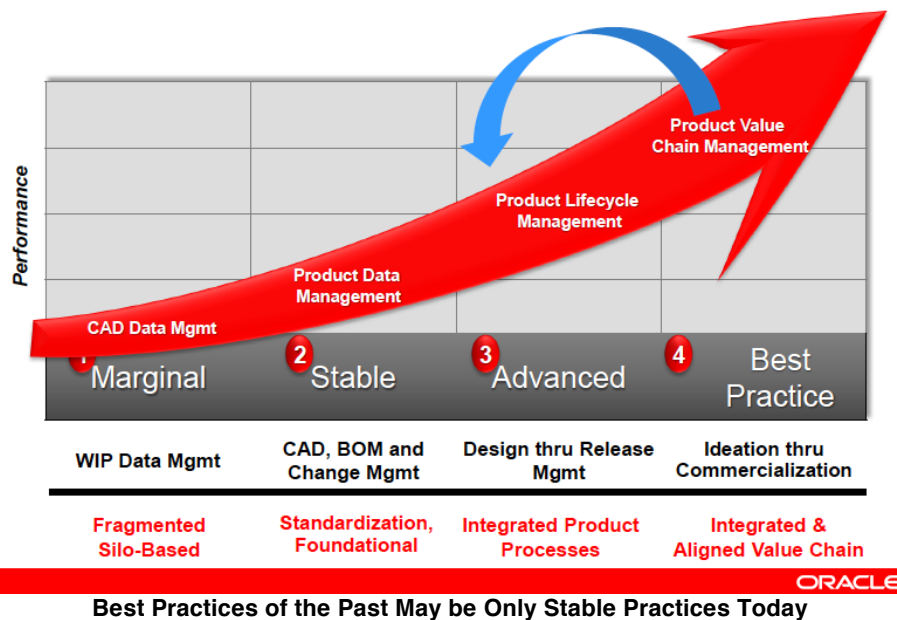 Performance
Product Value
Chain Management
Product Lifecycle
Management
Product Data
Management
CAD Data Mgmt
1
Marginal
2
Stable
3
Advanced
4
Best
Practice
WIP Data Mgmt
CAD, BOM and
Change Mgmt
Design thru Release
Mgmt
Ideation thru
Commercialization
Fragmented
Silo-Based
Standardization,
Foundational
Integrated Product
Processes
Integrated &
Aligned Value Chain
ORACLE
Best Practices of the Past May be Only Stable Practices Today